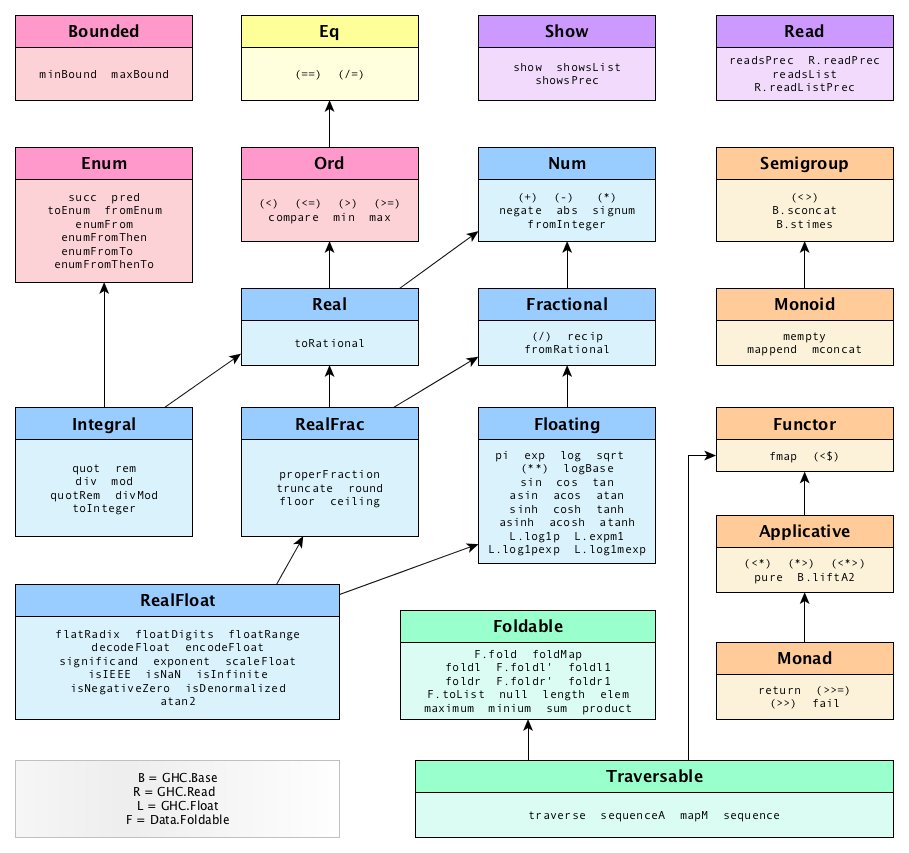 Bounded
minBound maxBound
Eq
(==) (/=)
Show
show showsList
showsPrec
Read
readsPrec R.readPrec
readsList
R.readListPrec
Enum
succ pred
toEnum fromEnum
enumFrom
enumFromThen
enumFromTo
enumFromThenTo
Ord
(<) (<=) (>) (>=)
compare min max
Num
(+) (-) (*)
negate abs signum
fromInteger
Semigroup
(<>)
B.sconcat
B.stimes
Real
toRational
Fractional
(/) recip
fromRational
Monoid
mempty
mappend mconcat
Integral
quot rem
div mod
quotRem divMod
toInteger
RealFrac
properFraction
truncate round
floor ceiling
Floating
pi exp log sqrt
(**) logBase
sin cos tan
asin acos atan
sinh cosh tanh
asinh acosh atanh
L.log1p L.expm1
L.log1pexp L.log1mexp
Functor
fmap (<$)
Applicative
(<*) (*>) (<*>)
pure B.liftA2
RealFloat
flatRadix floatDigits floatRange
decodeFloat encodeFloat
significand exponent scaleFloat
isIEEE isNaN isInfinite
isNegativeZero isDenormalized
atan2
Foldable
F.fold foldMap
foldl F.foldl' foldl1
foldr F.foldr' foldr1
F.toList null length elem
maximum minium sum product
Monad
return (>>=)
(>>) fail
B = GHC.Base
R = GHC.Read
L = GHC.Float
F = Data.Foldable
Traversable
traverse sequenceA mapM sequence